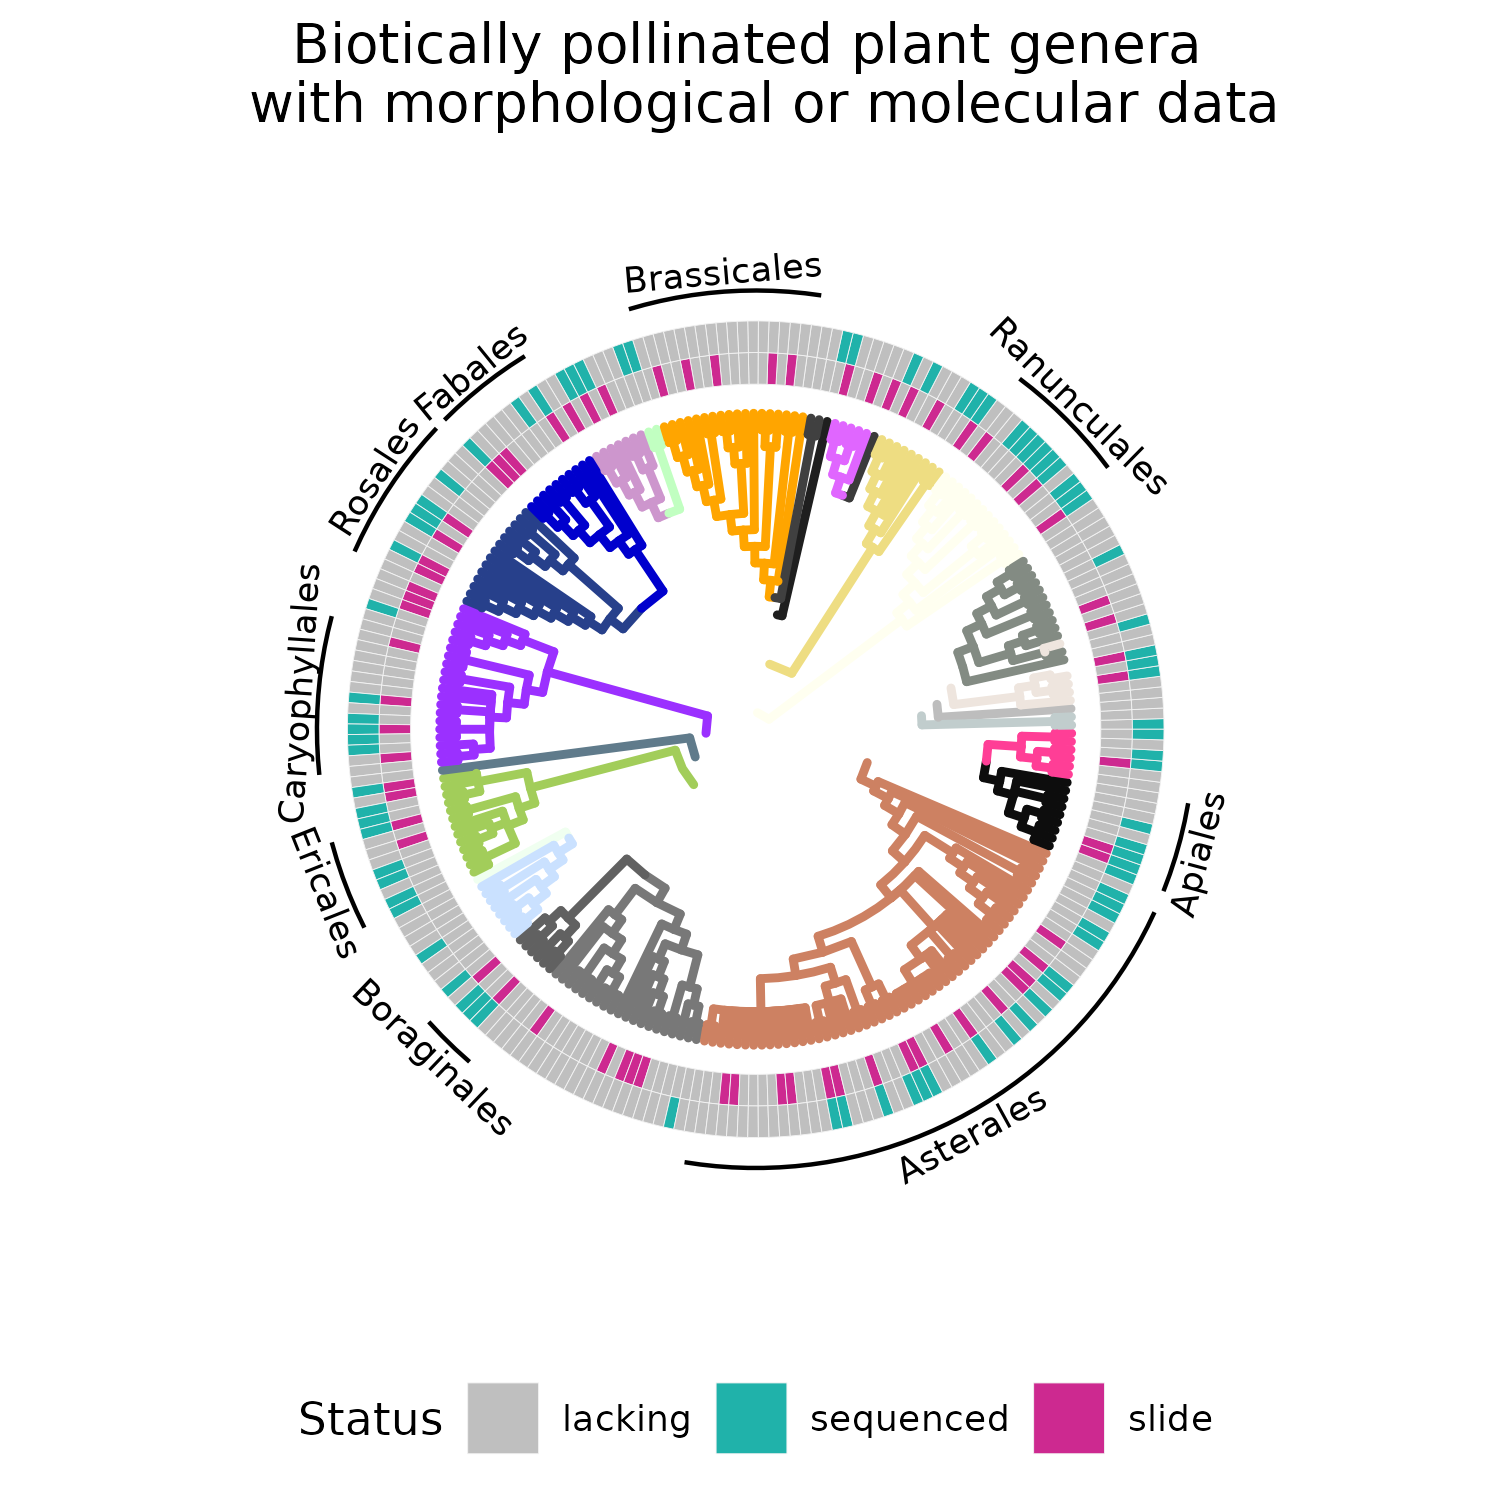 Biotically pollinated plant genera
with morphological or molecular data
Brassicales
Ranunculales
Fabales
Rosales
Caryophyllales
Ericales
Boraginales
Asterales
Apiales
Status lacking sequenced slide